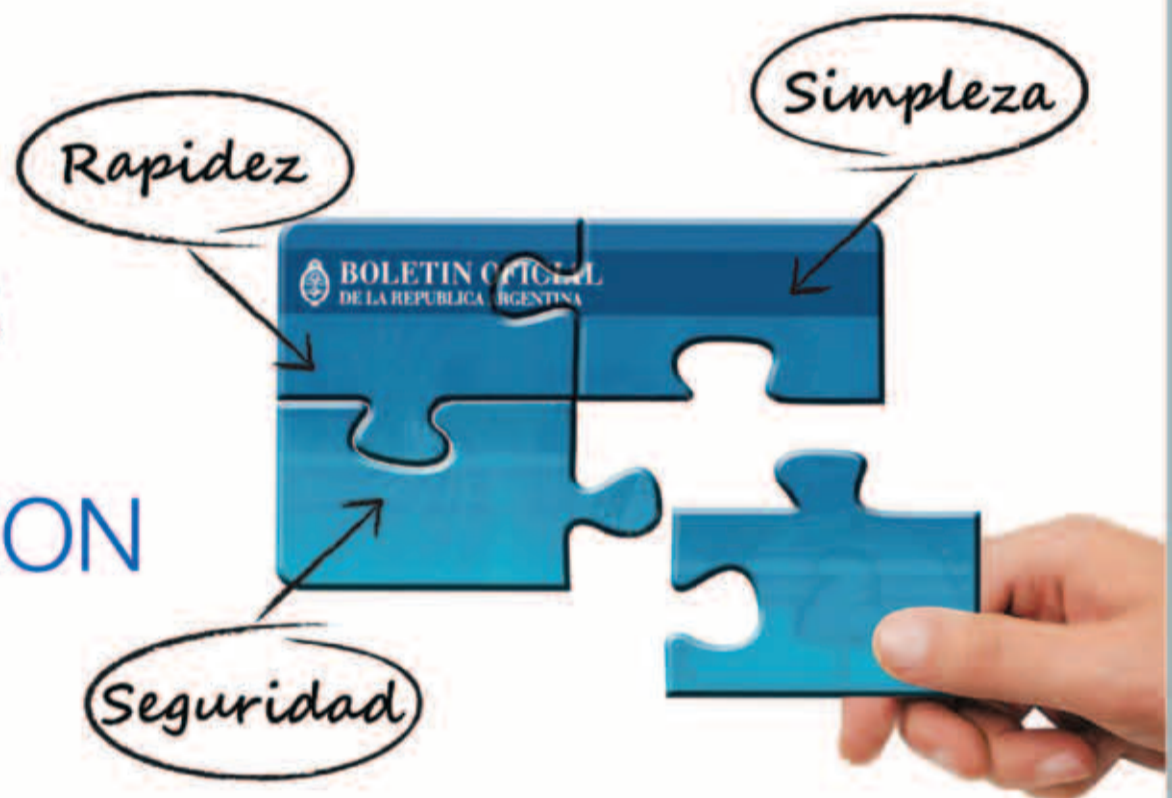 Simpleza
Rapidez
BOLETIN OFICIAL
DE LA REPUBLICA ARGENTINA
ON
Seguridad